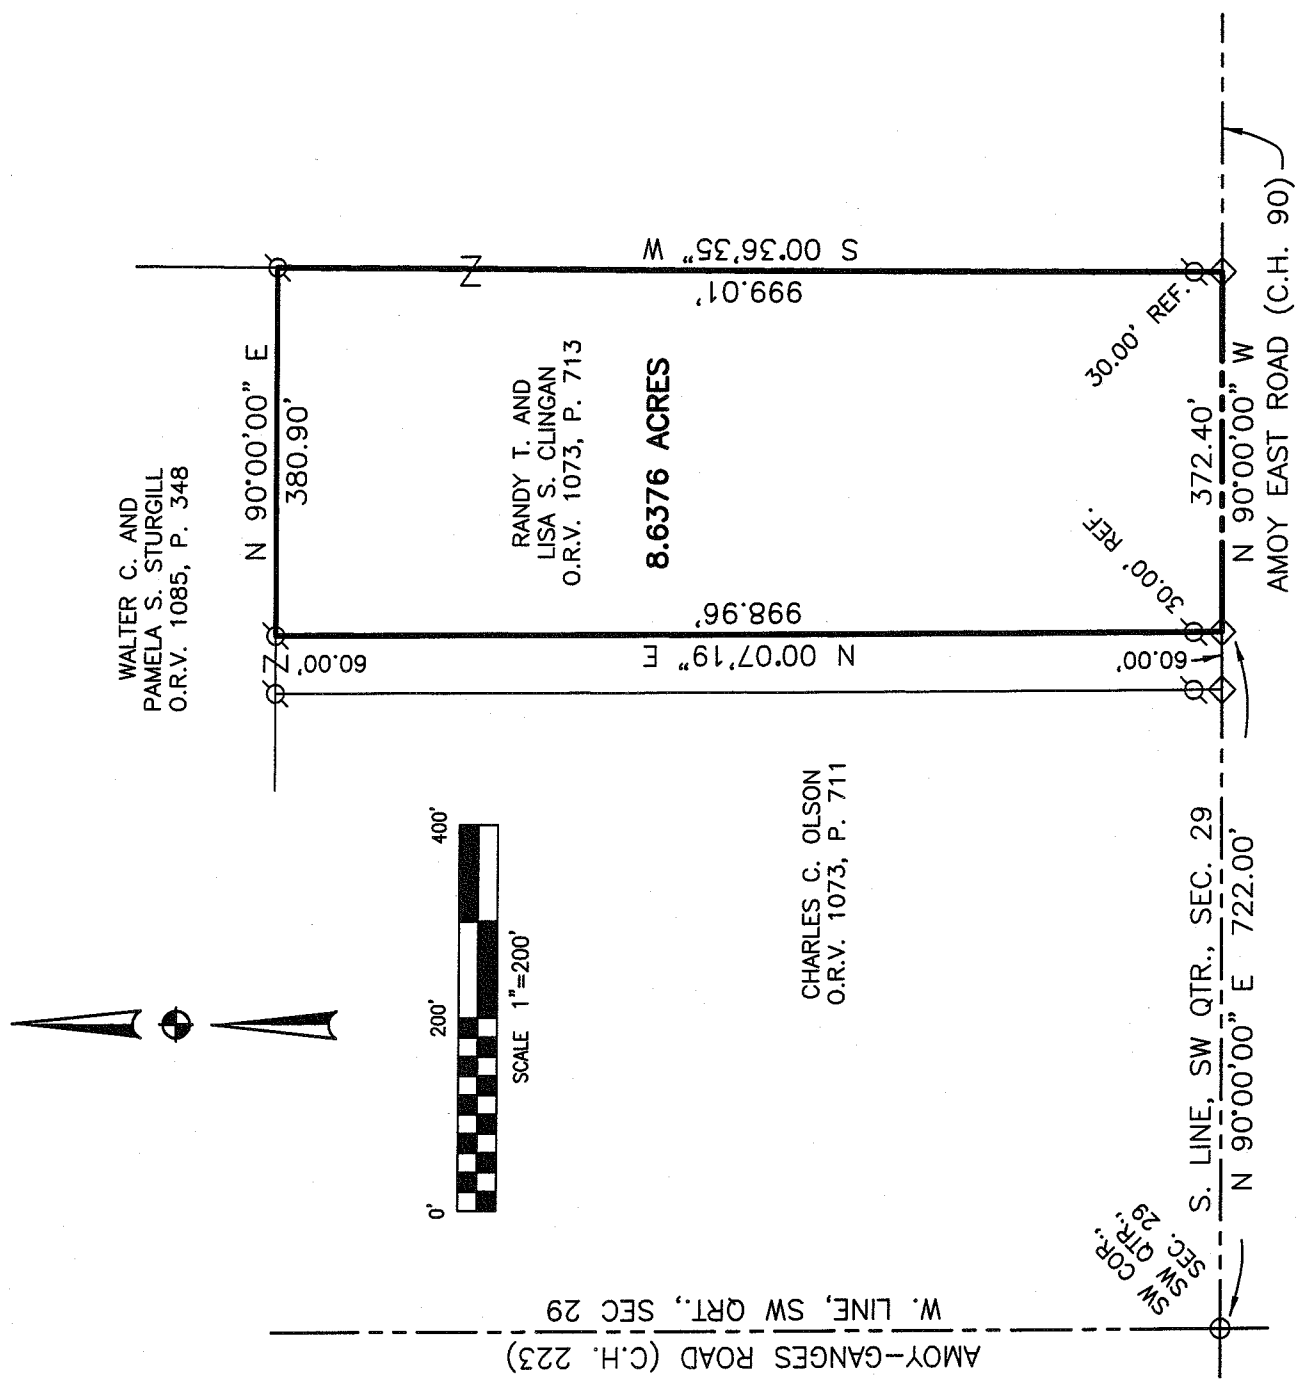 WALTER C. AND
PAMELA S. STURGILL
O.R.V. 1085, P. 348
N 90°00'00" E
380.90'
60.00'
RANDY T. AND
LISA S. CLINGAN
O.R.V. 1073, P. 713
8.6376 ACRES
S 00°36'35" W
999.01'
998.96'
N 00°07'19" E
0' 200' 400'
SCALE 1"=200'
CHARLES C. OLSON
O.R.V. 1073, P. 711
60.00'
30.00' REF.
30.00' REF.
372.40'
N 90°00'00" W
AMOY EAST ROAD (C.H. 90)
S. LINE, SW QTR., SEC. 29
N 90°00'00" E 722.00'
SW COR.,
SW QTR.,
SEC. 29
W. LINE, SW QRT., SEC 29
AMOY-GANGES ROAD (C.H. 223)